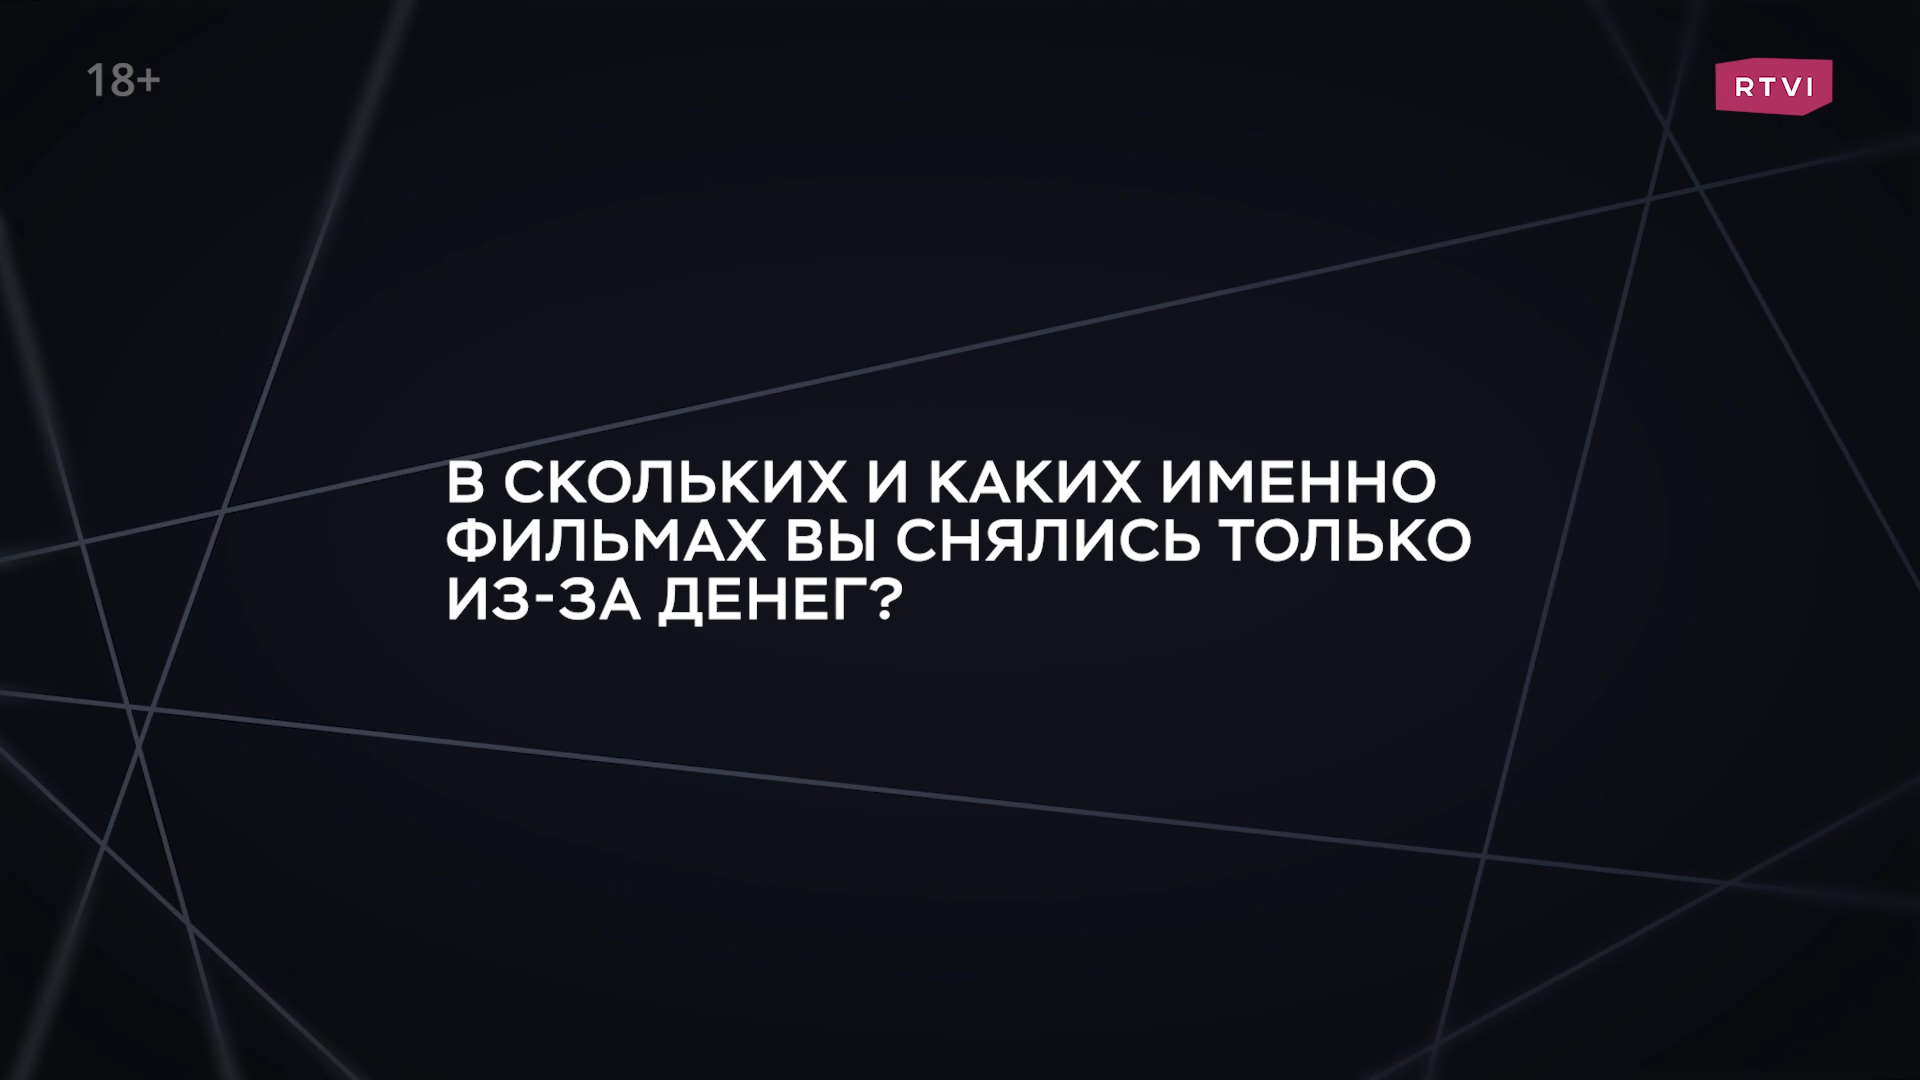 18+
RTVI
В СКОЛЬКИХ И КАКИХ ИМЕННО
ФИЛЬМАХ ВЫ СНЯЛИСЬ ТОЛЬКО
ИЗ-ЗА ДЕНЕГ?